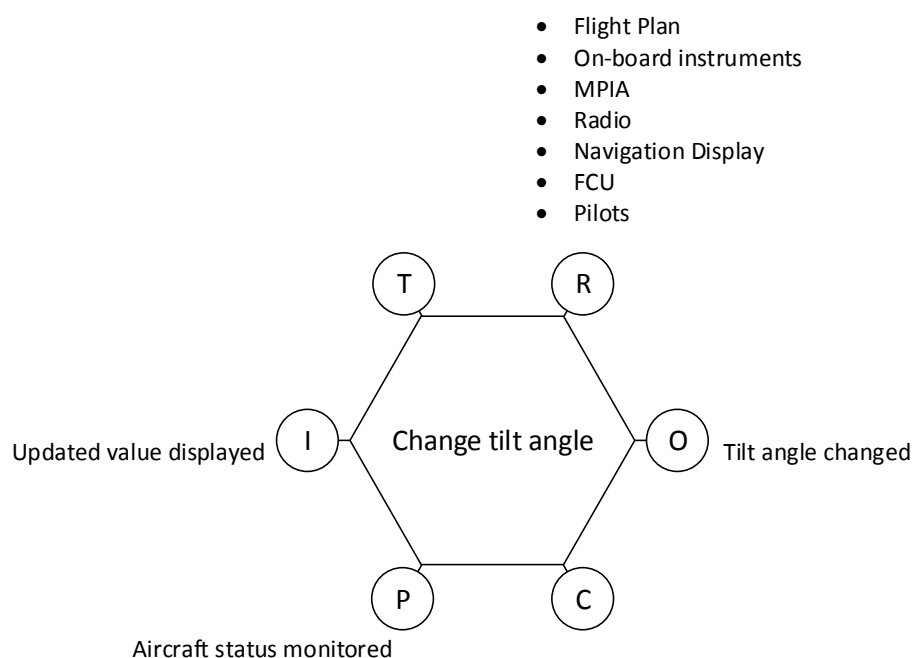 • Flight Plan
• On-board instruments
• MPIA
• Radio
• Navigation Display
• FCU
• Pilots
T
R
Updated value displayed
I
Change tilt angle
O
Tilt angle changed
P
C
Aircraft status monitored